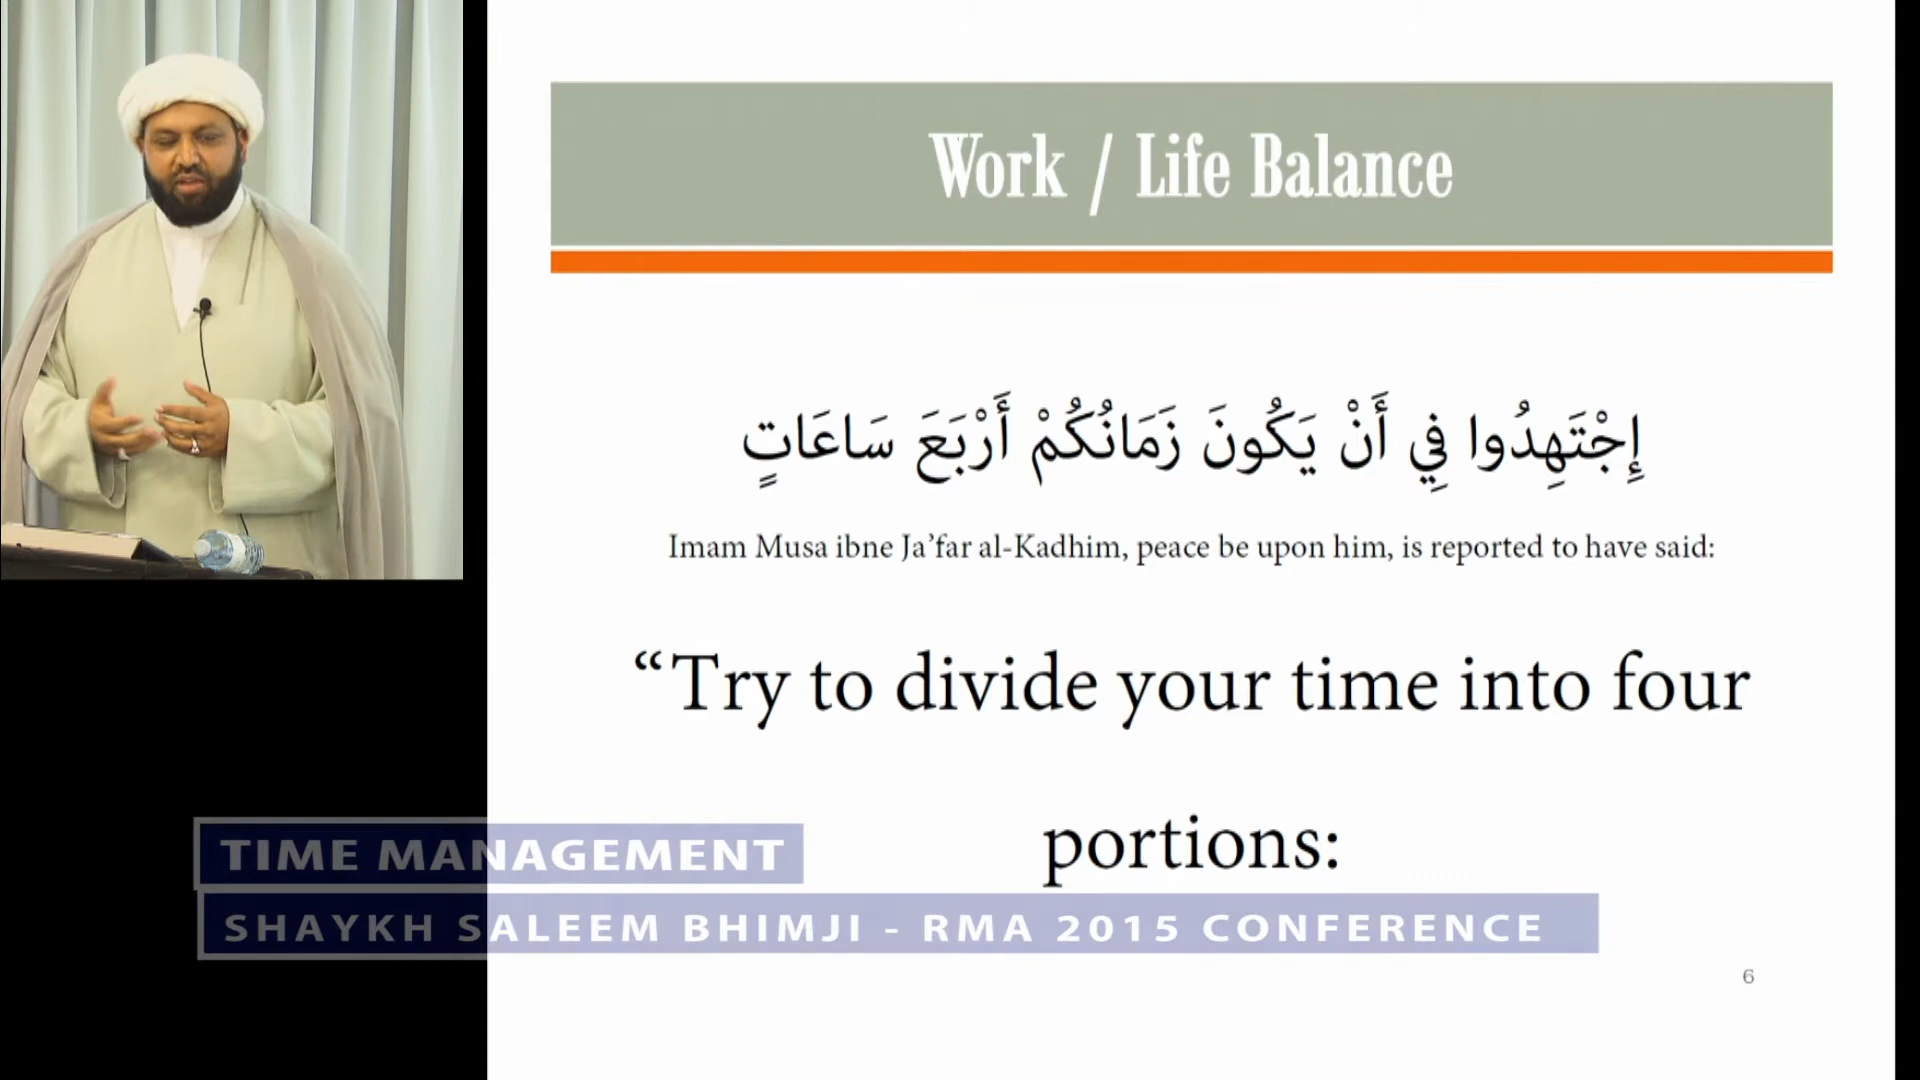 Work / Life Balance
إِجْتَهِدُوا فِي أَنْ يَكُونَ زَمَانُكُمْ أَرْبَعَ سَاعَاتٍ
Imam Musa ibne Ja’far al-Kadhim, peace be upon him, is reported to have said:
“Try to divide your time into four
portions:
TIME MANAGEMENT
SHAYKH SALEEM BHIMJI - RMA 2015 CONFERENCE
6